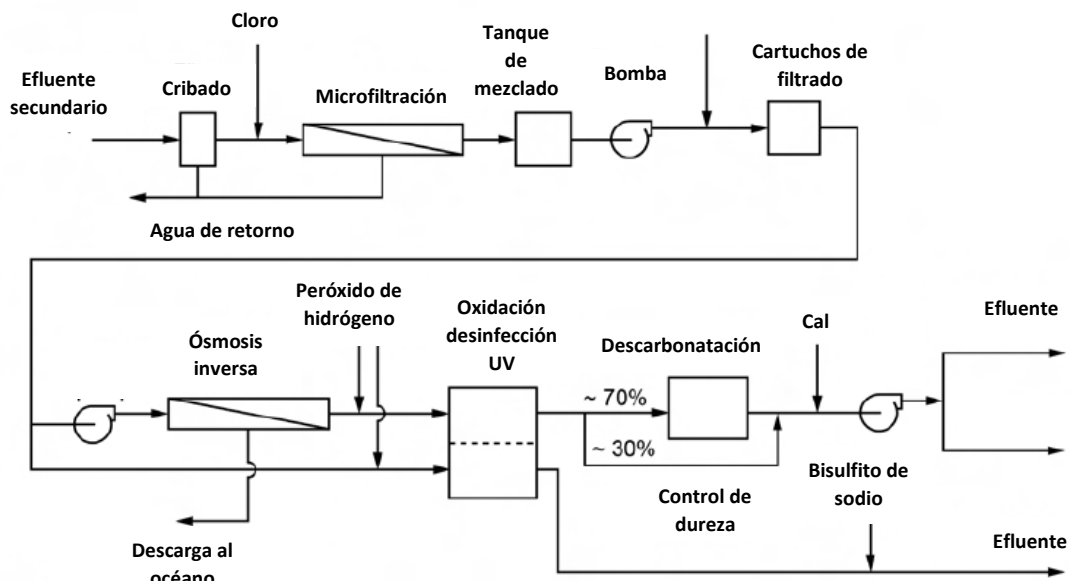 Cloro
Efluente
secundario
Cribado
Microfiltración
Tanque
de
mezclado
Bomba
Cartuchos de
filtrado
Agua de retorno
Peróxido de
hidrógeno
Oxidación
desinfección
UV
Ósmosis
inversa
Descarbonatación
Cal
Efluente
~ 70%
~ 30%
Control de
dureza
Bisulfito de
sodio
Efluente
Descarga al
océano